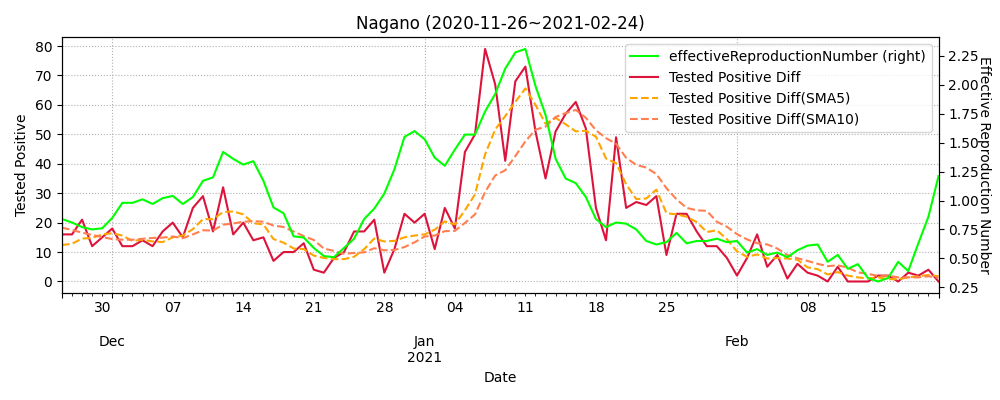 Nagano (2020-11-26~2021-02-24)
effectiveReproductionNumber (right)
Tested Positive Diff
Tested Positive Diff(SMA5)
Tested Positive Diff(SMA10)
80
70
60
50
40
30
20
10
0
Tested Positive
2.25
2.00
1.75
1.50
1.25
1.00
0.75
0.50
0.25
Effective Reproduction Number
30 07 14 21 28 04 11 18 25 08 15
Dec Jan Feb
2021
Date